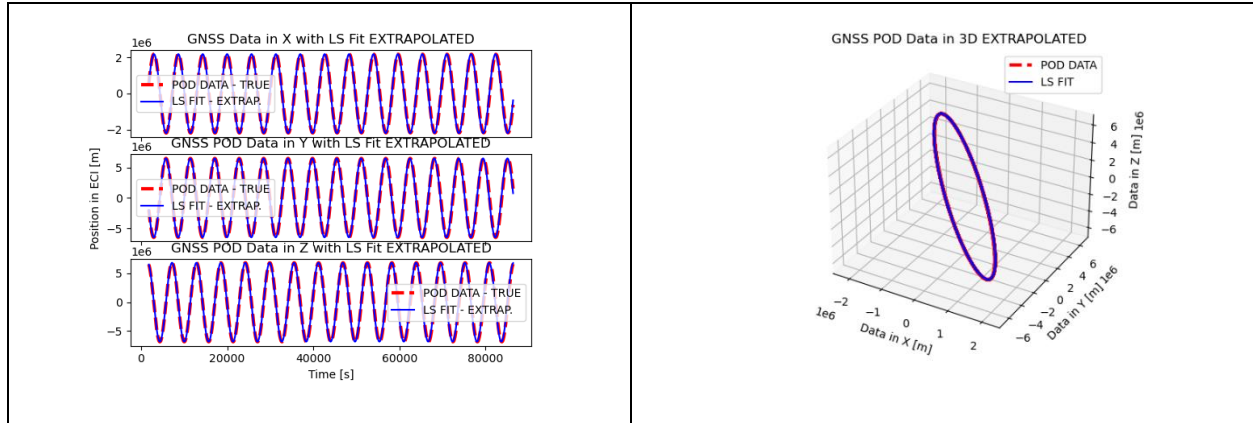 GNSS Data in X with LS Fit EXTRAPOLATED
1e6
2
0
−2
POD DATA - TRUE
LS FIT - EXTRAP.
GNSS POD Data in Y with LS Fit EXTRAPOLATED
1e6
5
0
−5
POD DATA - TRUE
LS FIT - EXTRAP.
Position in ECI [m]
GNSS POD Data in Z with LS Fit EXTRAPOLATED
1e6
5
0
−5
POD DATA - TRUE
LS FIT - EXTRAP.
0 20000 40000 60000 80000
Time [s]
GNSS POD Data in 3D EXTRAPOLATED
POD DATA
LS FIT
1e6
−2 −1 0 1 2
Data in X [m]
1e6
−6 −4 −2 0 2 4 6
Data in Y [m]
1e6
6
4
2
0
−2
−4
−6
Data in Z [m]